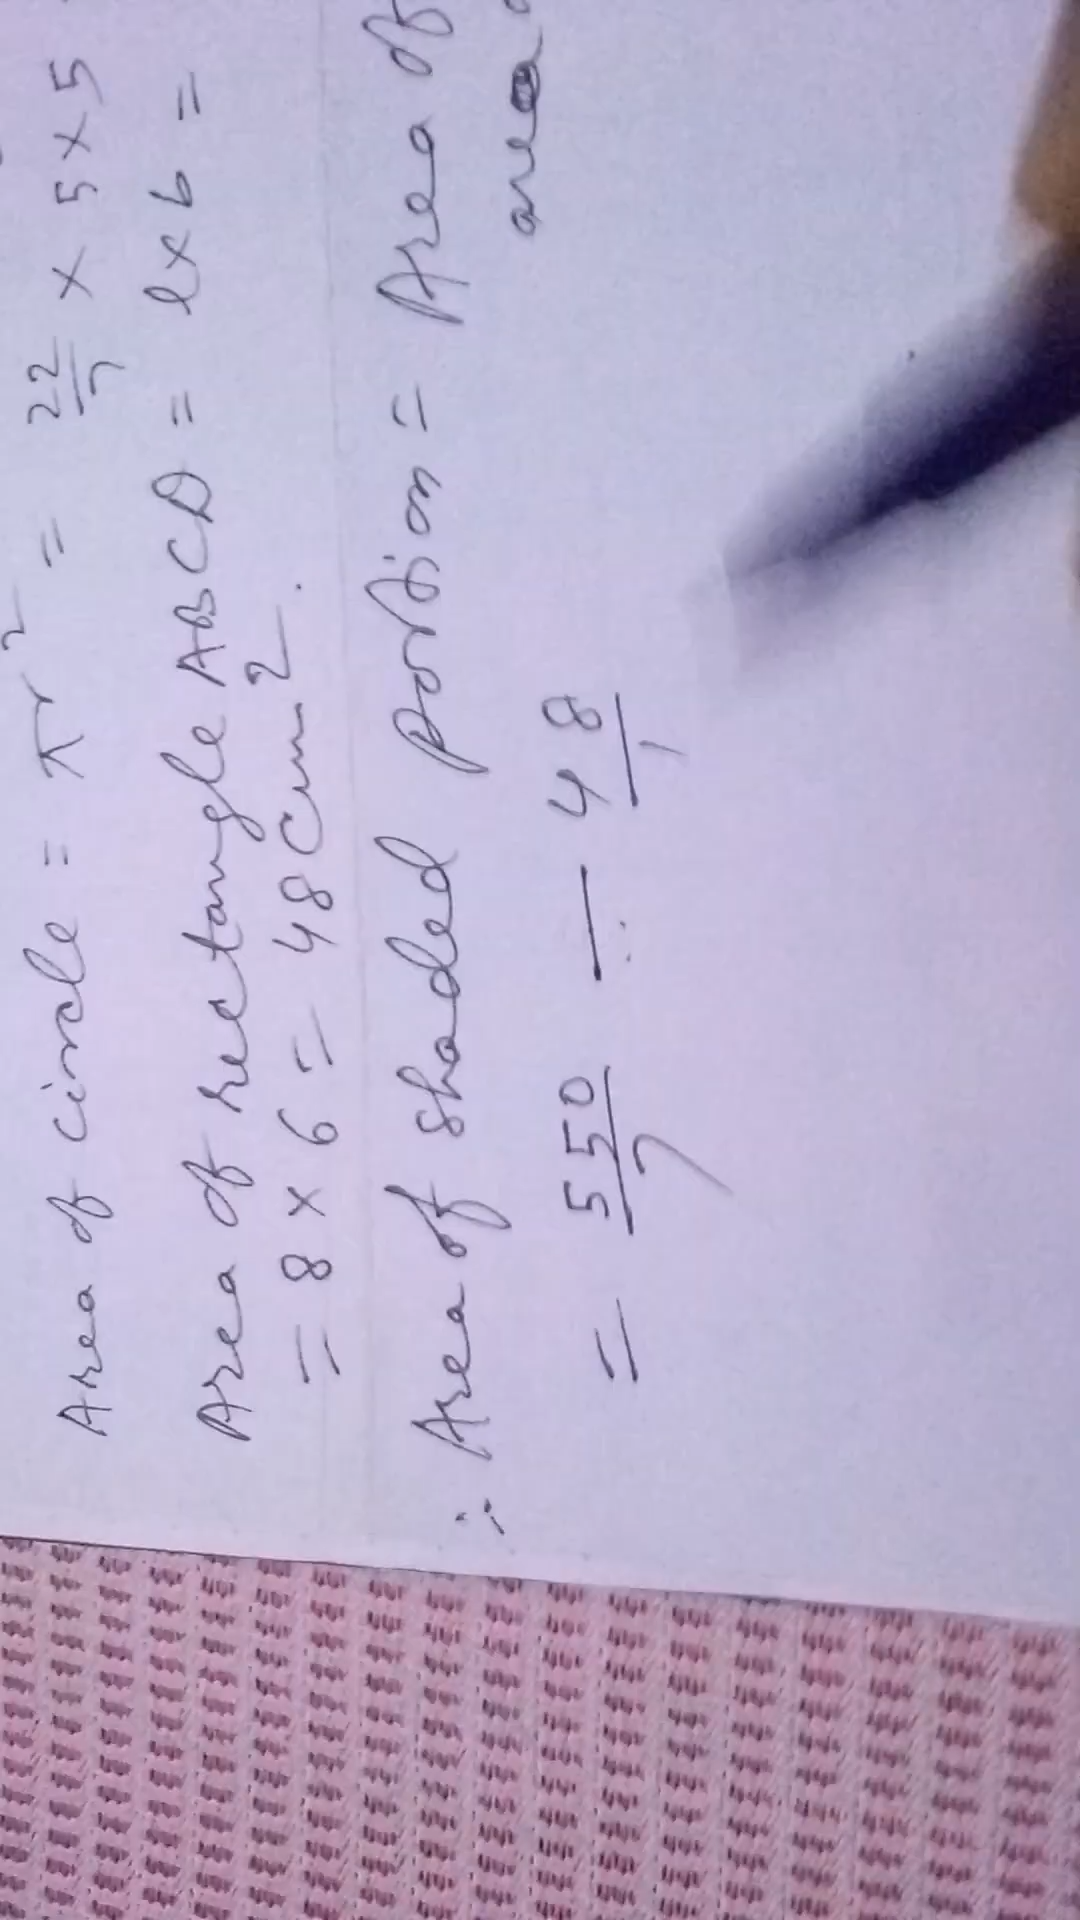 Area of circle = πr² = 22/7 × 5 × 5
Area of rectangle ABCD = l×b =
= 8 × 6 = 48 Cm².
∴ Area of shaded portion = Area of
area
= 550/7 — 48/1